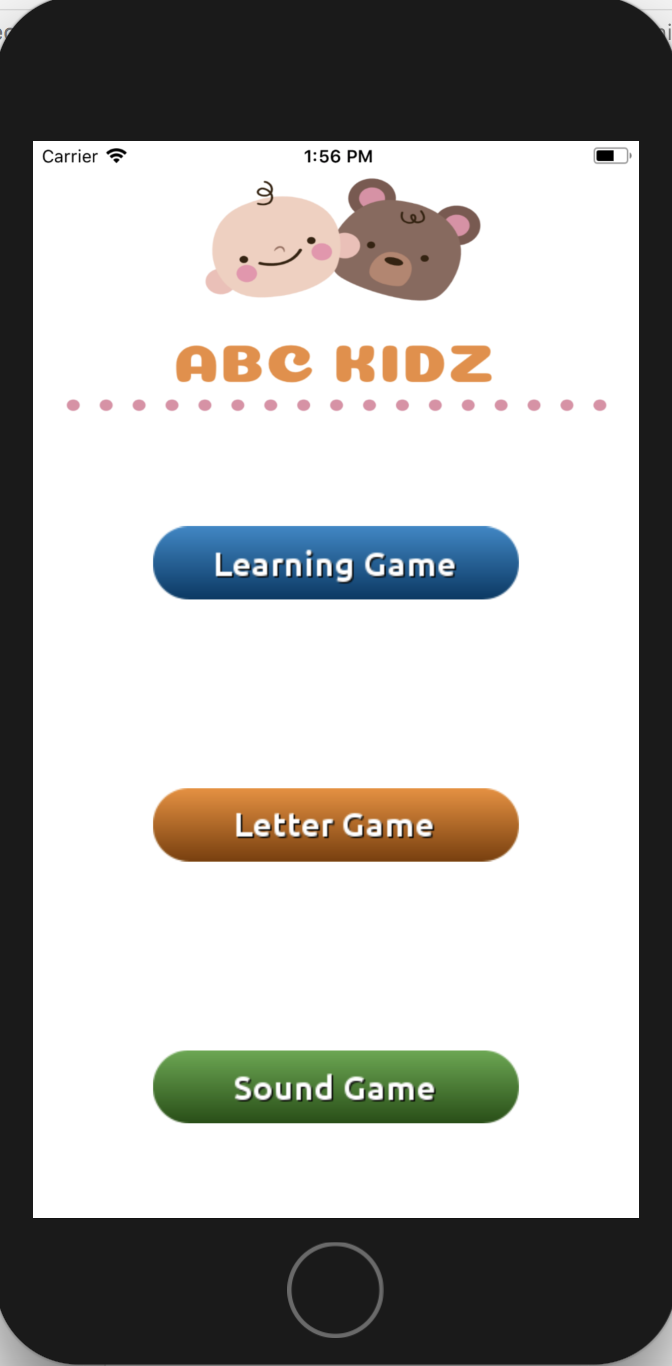 Carrier 1:56 PM
ABC KIDZ
Learning Game
Letter Game
Sound Game